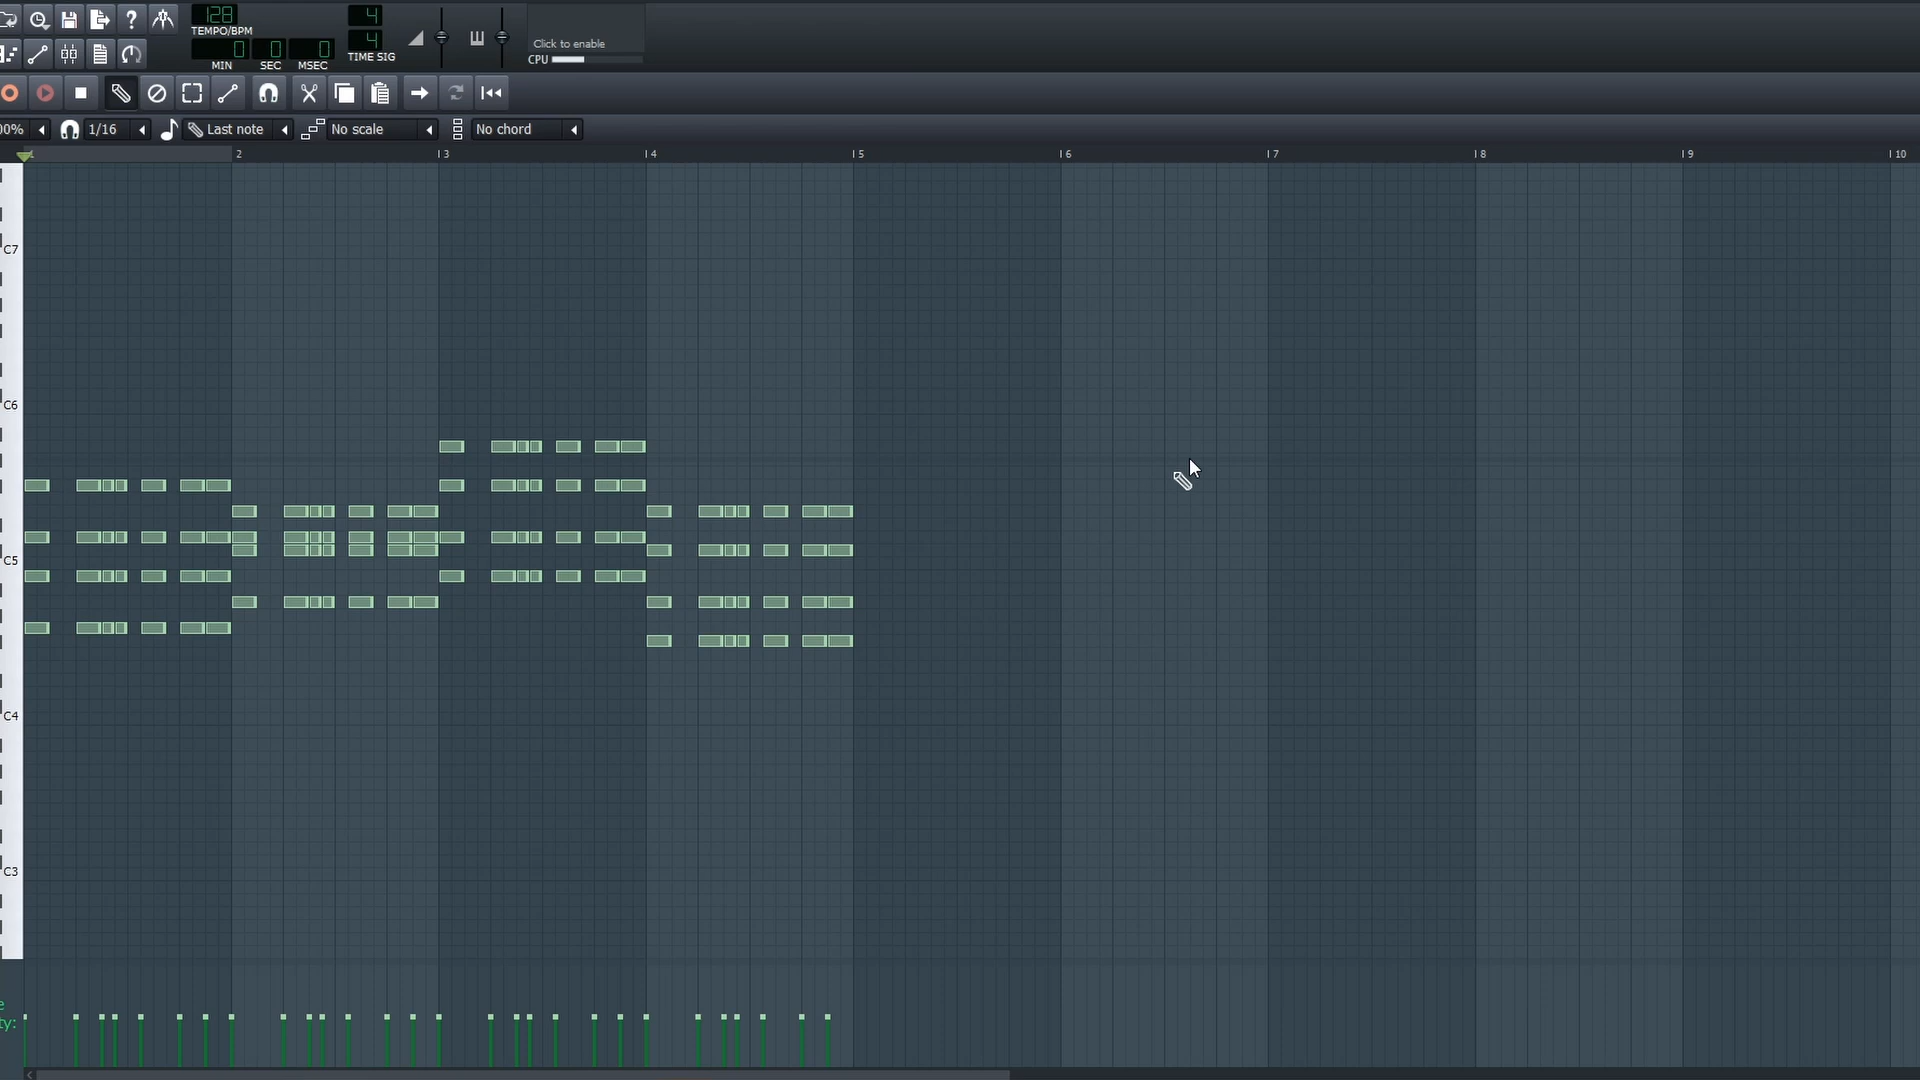 128
TEMPO/BPM
0 0 0
MIN SEC MSEC
4
4
TIME SIG
Click to enable
CPU
00% 1/16 Last note No scale No chord
1 2 3 4 5 6 7 8 9 10
C7
C6
C5
C4
C3
e
ty: